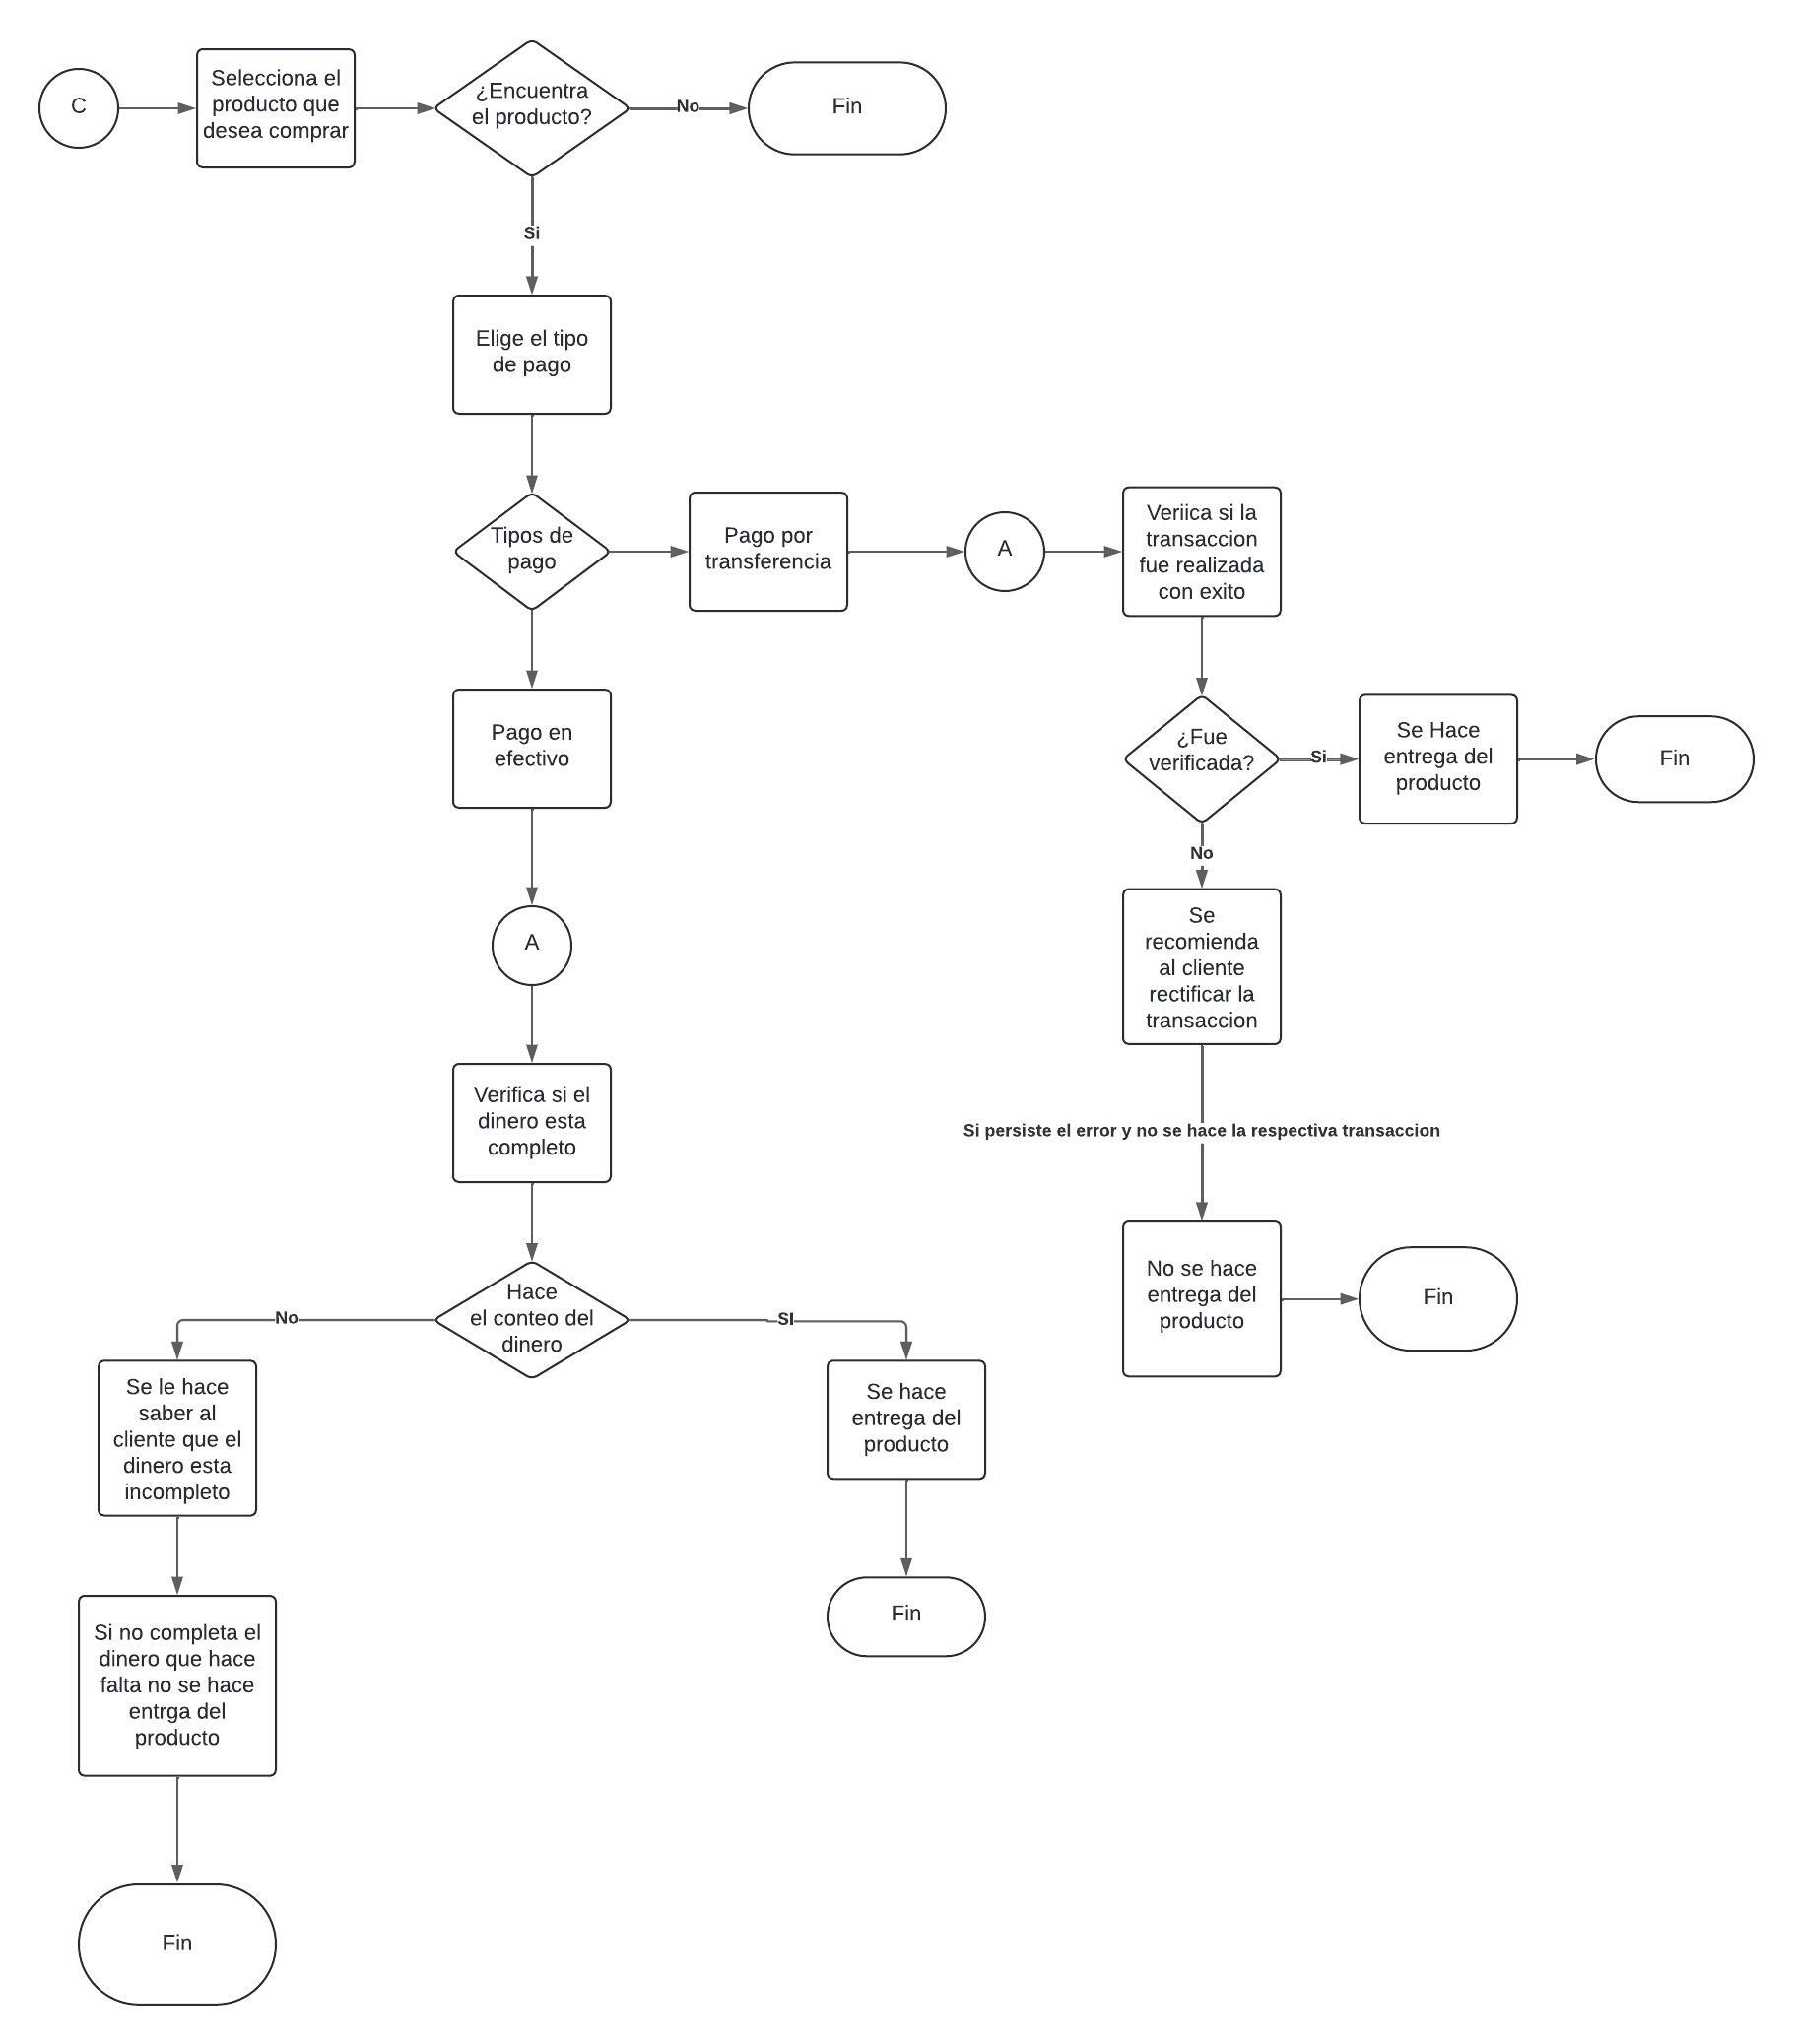 C
Selecciona el
producto que
desea comprar
¿Encuentra
el producto?
No
Fin
Si
Elige el tipo
de pago
Tipos de
pago
Pago por
transferencia
A
Veriica si la
transaccion
fue realizada
con exito
Pago en
efectivo
¿Fue
verificada?
Si
Se Hace
entrega del
producto
Fin
No
A
Se
recomienda
al cliente
rectificar la
transaccion
Verifica si el
dinero esta
completo
Si persiste el error y no se hace la respectiva transaccion
No se hace
entrega del
producto
Fin
Hace
el conteo del
dinero
No
SI
Se le hace
saber al
cliente que el
dinero esta
incompleto
Se hace
entrega del
producto
Fin
Si no completa el
dinero que hace
falta no se hace
entrga del
producto
Fin